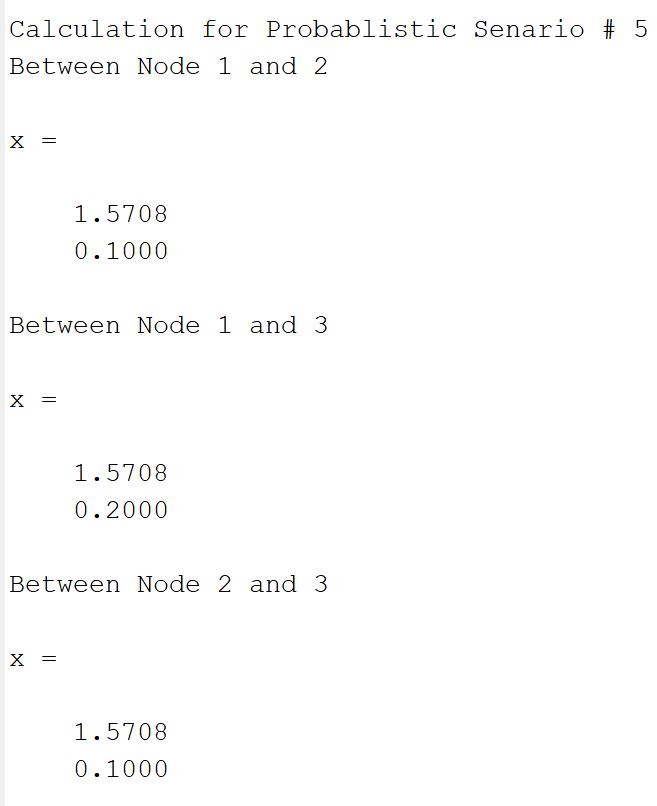 Calculation for Probablistic Senario # 5
Between Node 1 and 2
x =
1.5708
0.1000
Between Node 1 and 3
x =
1.5708
0.2000
Between Node 2 and 3
x =
1.5708
0.1000